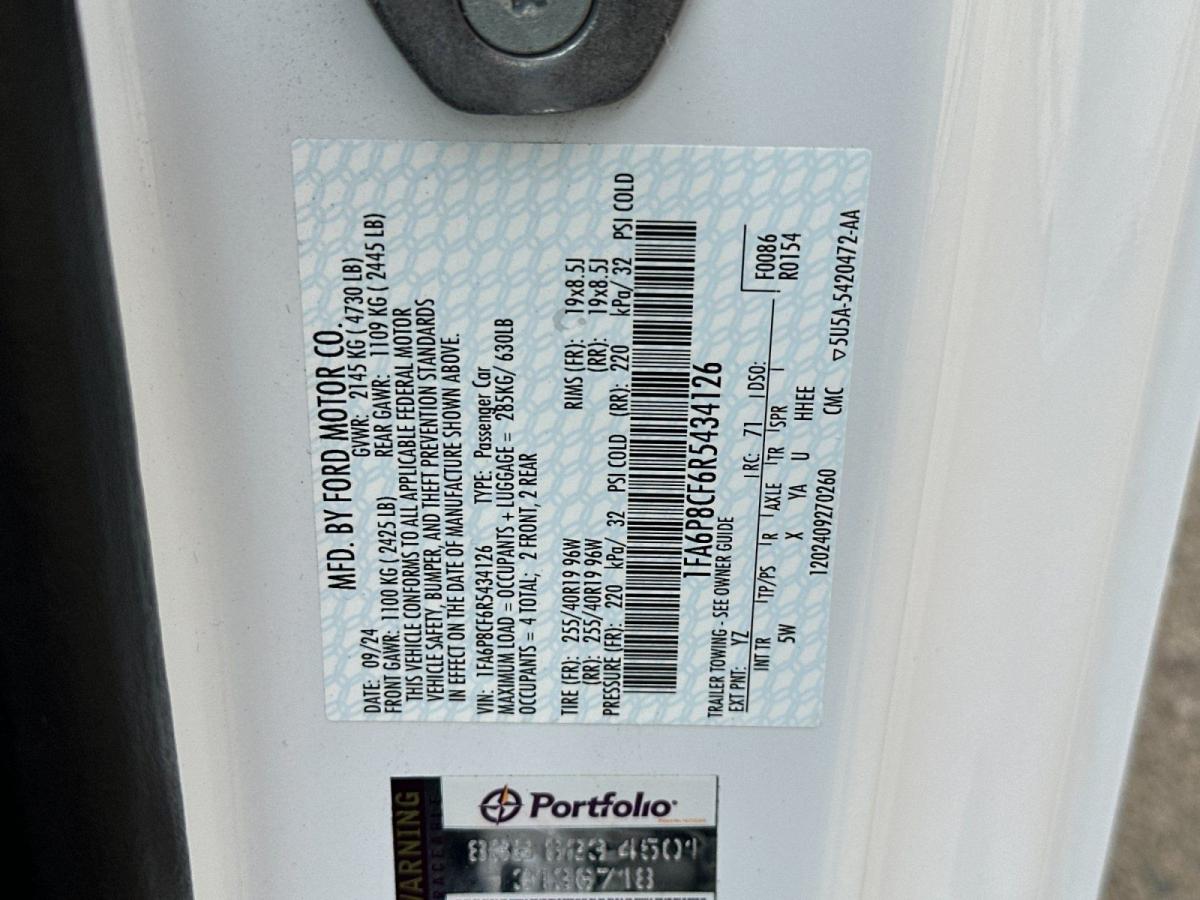 MFD. BY FORD MOTOR CO.
DATE: 09/24 GVWR: 2145 KG ( 4730 LB)
FRONT GAWR: 1100 KG ( 2425 LB) REAR GAWR: 1109 KG ( 2445 LB)
THIS VEHICLE CONFORMS TO ALL APPLICABLE FEDERAL MOTOR
VEHICLE SAFETY, BUMPER, AND THEFT PREVENTION STANDARDS
IN EFFECT ON THE DATE OF MANUFACTURE SHOWN ABOVE.
VIN: 1FA6P8CF6R5434126 TYPE: Passenger Car
MAXIMUM LOAD = OCCUPANTS + LUGGAGE = 285KG/ 630LB
OCCUPANTS = 4 TOTAL; 2 FRONT, 2 REAR
TIRE (FR): 255/40R19 96W RIMS (FR): 19x8.5J
(RR): 255/40R19 96W (RR): 19x8.5J
PRESSURE (FR): 220 kPa/ 32 PSI COLD (RR): 220 kPa/ 32 PSI COLD
1FA6P8CF6R5434126
TRAILER TOWING - SEE OWNER GUIDE
EXT PNT: YZ RC: 71 DSO: F0086
INT TR TP/PS R AXLE TR SPR R0154
5W X YA U HHEE
1202409270260 CMC ▽5U5A-5420472-AA
WARNING
Portfolio